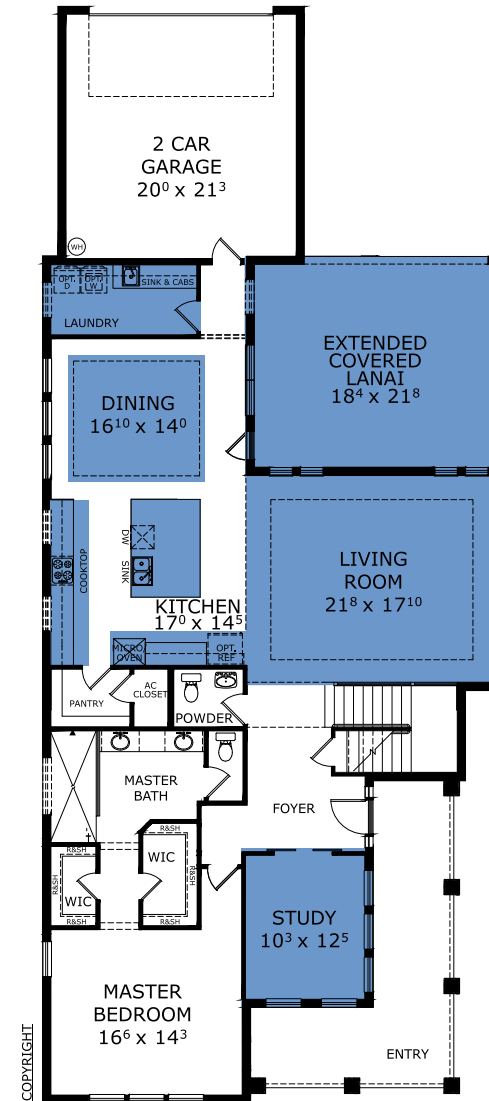 2 CAR
GARAGE
20⁰ x 21³
WH
OPT. D
OPT. W
SINK & CABS
LAUNDRY
EXTENDED
COVERED
LANAI
18⁴ x 21⁸
DINING
16¹⁰ x 14⁰
COOKTOP
DW
SINK
KITCHEN
17⁰ x 14⁵
LIVING
ROOM
21⁸ x 17¹⁰
MICRO/
OVEN
OPT.
REF
PANTRY
AC
CLOSET
POWDER
MASTER
BATH
FOYER
R&SH
R&SH
WIC
R&SH
R&SH
WIC
R&SH
R&SH
STUDY
10³ x 12⁵
MASTER
BEDROOM
16⁶ x 14³
ENTRY
COPYRIGHT